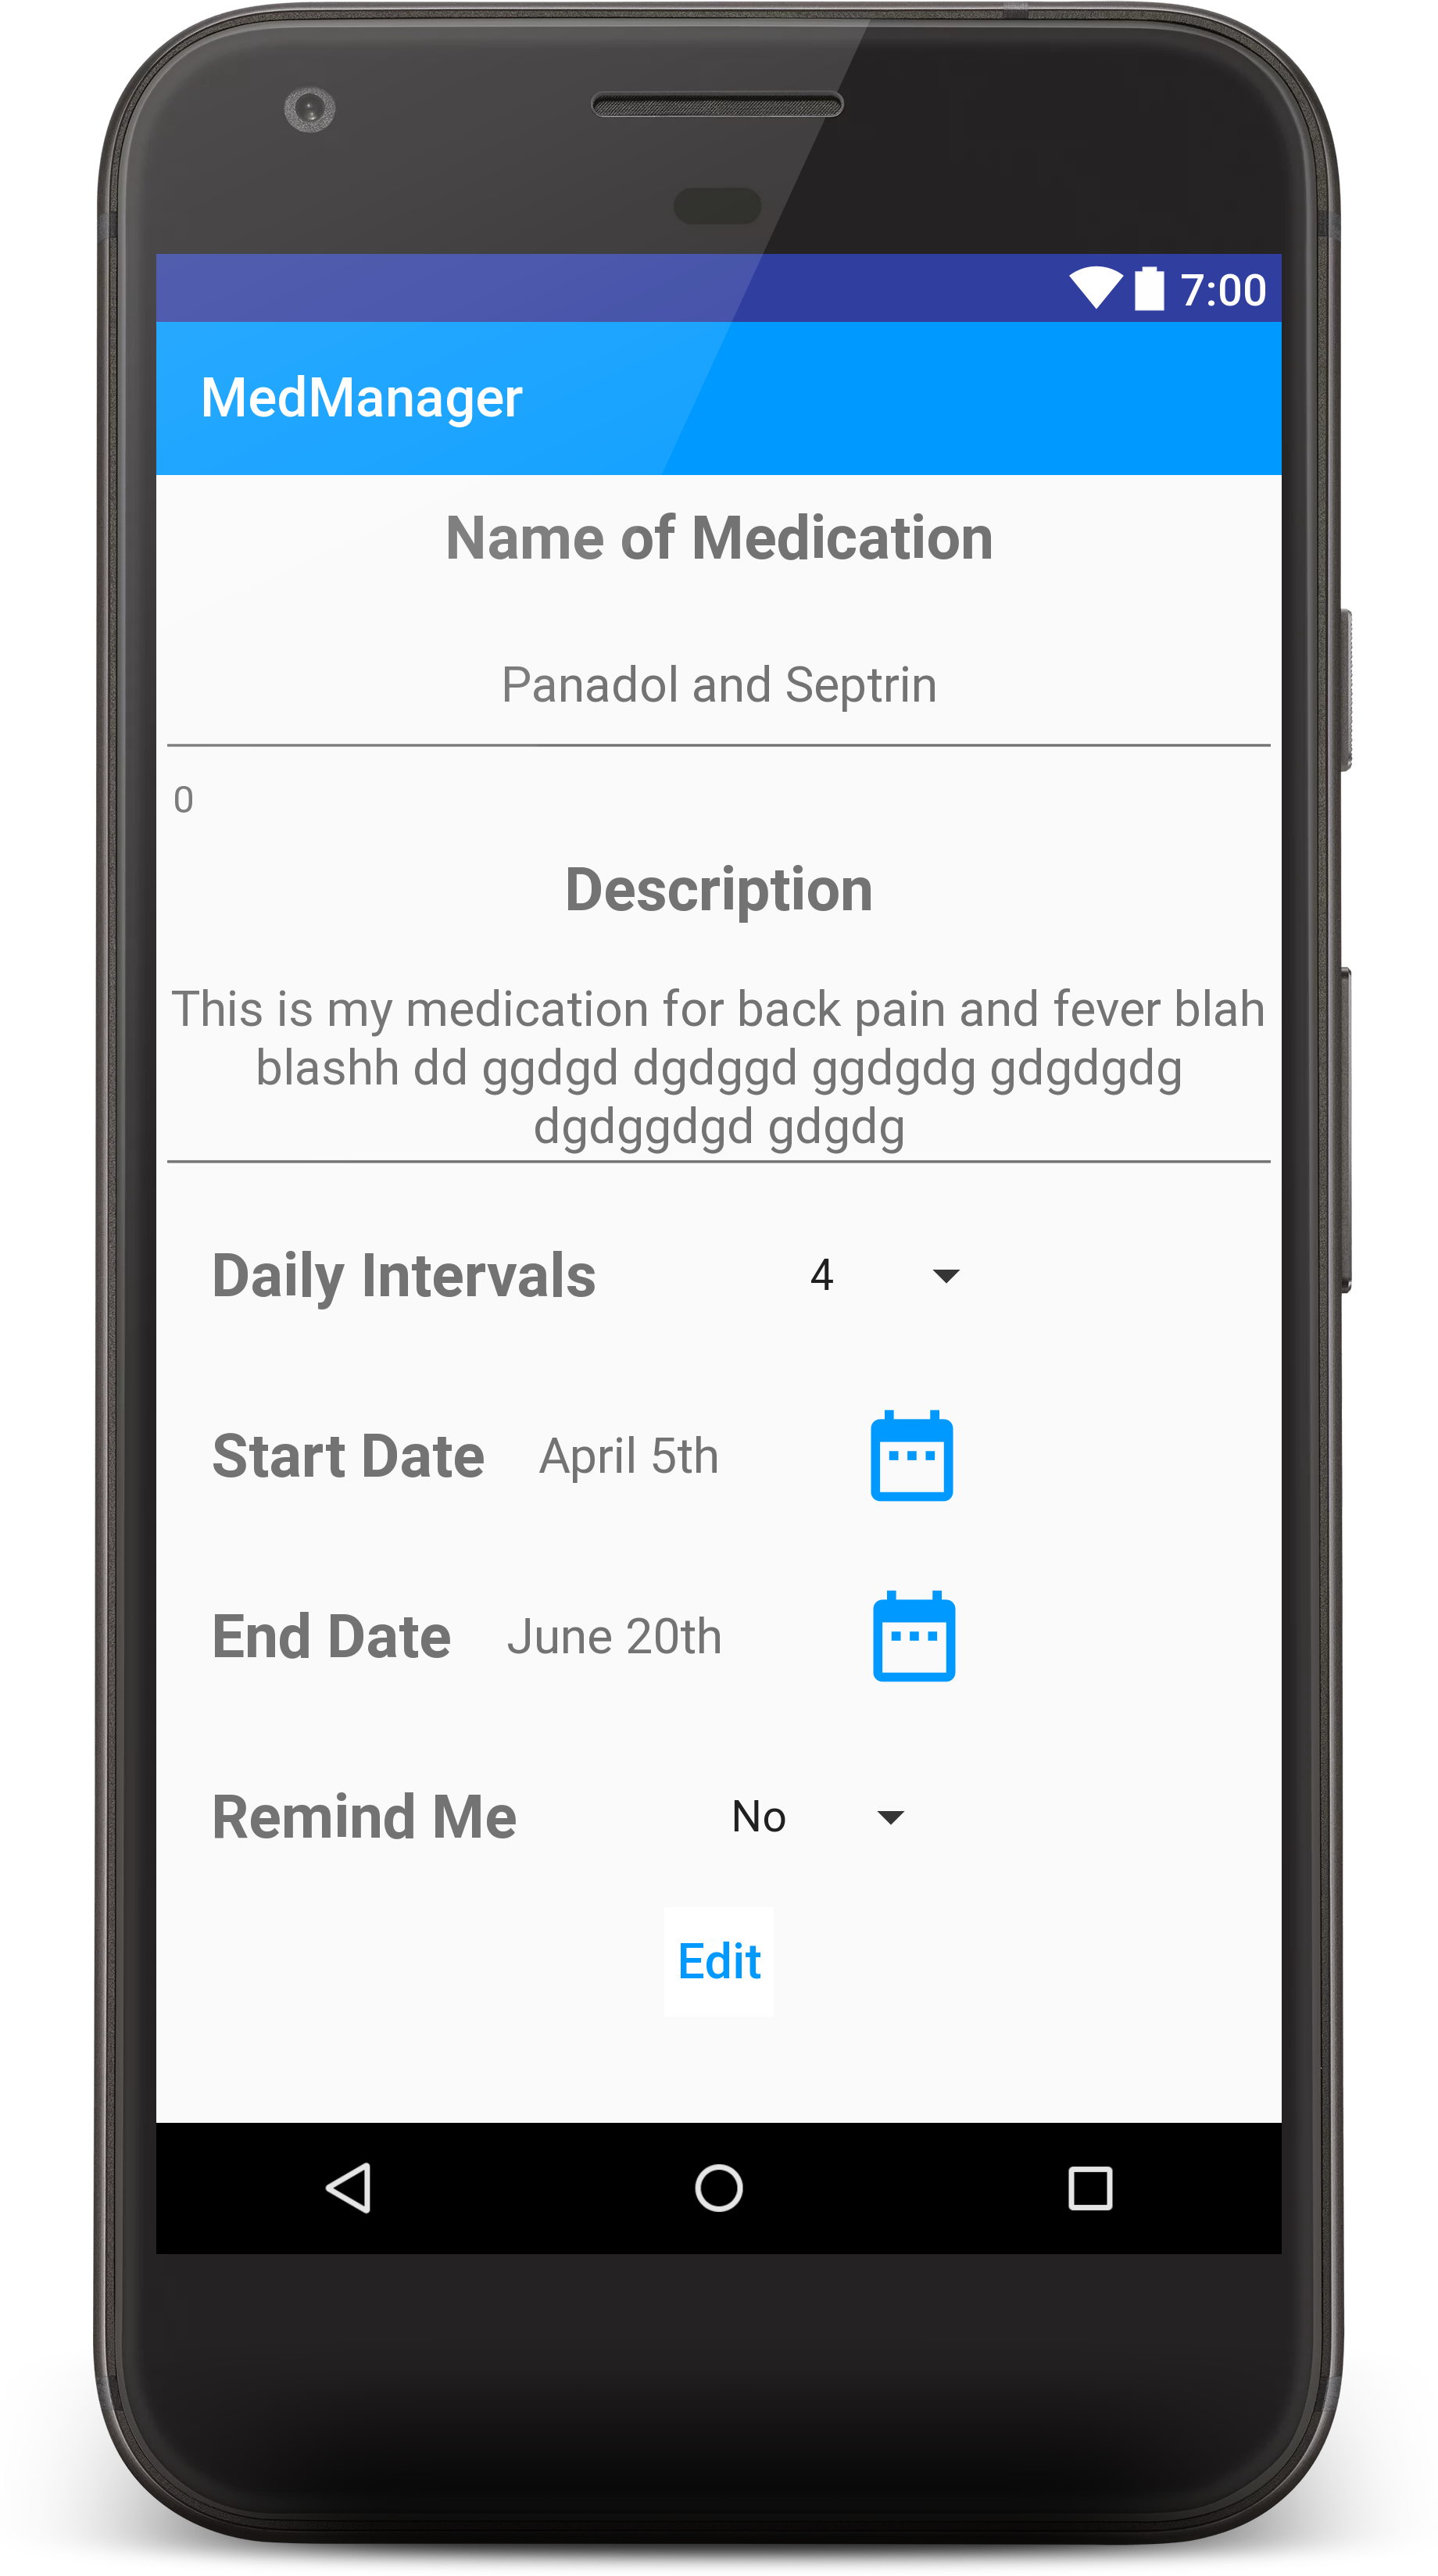 7:00
MedManager
Name of Medication
Panadol and Septrin
0
Description
This is my medication for back pain and fever blah
blashh dd ggdgd dgdggd ggdgdg gdgdgdg
dgdggdgd gdgdg
Daily Intervals 4
Start Date April 5th
End Date June 20th
Remind Me No
Edit